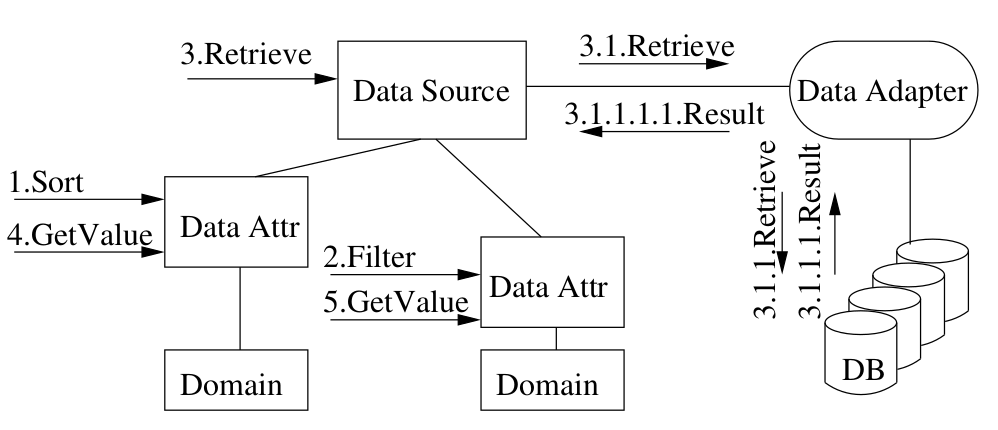 3.Retrieve
3.1.Retrieve
Data Source
Data Adapter
3.1.1.1.1.Result
3.1.1.Retrieve
3.1.1.1.Result
1.Sort
Data Attr
4.GetValue
2.Filter
Data Attr
5.GetValue
DB
Domain
Domain